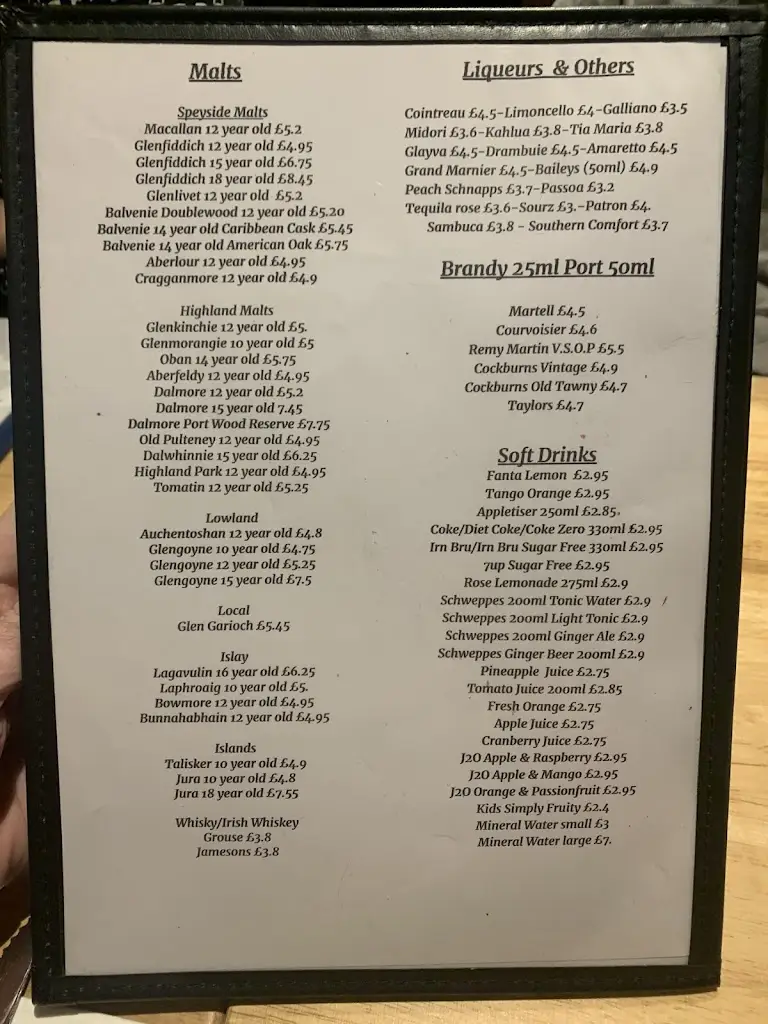 Malts
Speyside Malts
Macallan 12 year old £5.2
Glenfiddich 12 year old £4.95
Glenfiddich 15 year old £6.75
Glenfiddich 18 year old £8.45
Glenlivet 12 year old £5.2
Balvenie Doublewood 12 year old £5.20
Balvenie 14 year old Caribbean Cask £5.45
Balvenie 14 year old American Oak £5.75
Aberlour 12 year old £4.95
Cragganmore 12 year old £4.9
Highland Malts
Glenkinchie 12 year old £5.
Glenmorangie 10 year old £5
Oban 14 year old £5.75
Aberfeldy 12 year old £4.95
Dalmore 12 year old £5.2
Dalmore 15 year old 7.45
Dalmore Port Wood Reserve £7.75
Old Pulteney 12 year old £4.95
Dalwhinnie 15 year old £6.25
Highland Park 12 year old £4.95
Tomatin 12 year old £5.25
Lowland
Auchentoshan 12 year old £4.8
Glengoyne 10 year old £4.75
Glengoyne 12 year old £5.25
Glengoyne 15 year old £7.5
Local
Glen Garioch £5.45
Islay
Lagavulin 16 year old £6.25
Laphroaig 10 year old £5.
Bowmore 12 year old £4.95
Bunnahabhain 12 year old £4.95
Islands
Talisker 10 year old £4.9
Jura 10 year old £4.8
Jura 18 year old £7.55
Whisky/Irish Whiskey
Grouse £3.8
Jamesons £3.8
Liqueurs & Others
Cointreau £4.5-Limoncello £4-Galliano £3.5
Midori £3.6-Kahlua £3.8-Tia Maria £3.8
Glayva £4.5-Drambuie £4.5-Amaretto £4.5
Grand Marnier £4.5-Baileys (50ml) £4.9
Peach Schnapps £3.7-Passoa £3.2
Tequila rose £3.6-Sourz £3.-Patron £4.
Sambuca £3.8 - Southern Comfort £3.7
Brandy 25ml Port 50ml
Martell £4.5
Courvoisier £4.6
Remy Martin V.S.O.P £5.5
Cockburns Vintage £4.9
Cockburns Old Tawny £4.7
Taylors £4.7
Soft Drinks
Fanta Lemon £2.95
Tango Orange £2.95
Appletiser 250ml £2.85.
Coke/Diet Coke/Coke Zero 330ml £2.95
Irn Bru/Irn Bru Sugar Free 330ml £2.95
7up Sugar Free £2.95
Rose Lemonade 275ml £2.9
Schweppes 200ml Tonic Water £2.9
Schweppes 200ml Light Tonic £2.9
Schweppes 200ml Ginger Ale £2.9
Schweppes Ginger Beer 200ml £2.9
Pineapple Juice £2.75
Tomato Juice 200ml £2.85
Fresh Orange £2.75
Apple Juice £2.75
Cranberry Juice £2.75
J2O Apple & Raspberry £2.95
J2O Apple & Mango £2.95
J2O Orange & Passionfruit £2.95
Kids Simply Fruity £2.4
Mineral Water small £3
Mineral Water large £7.